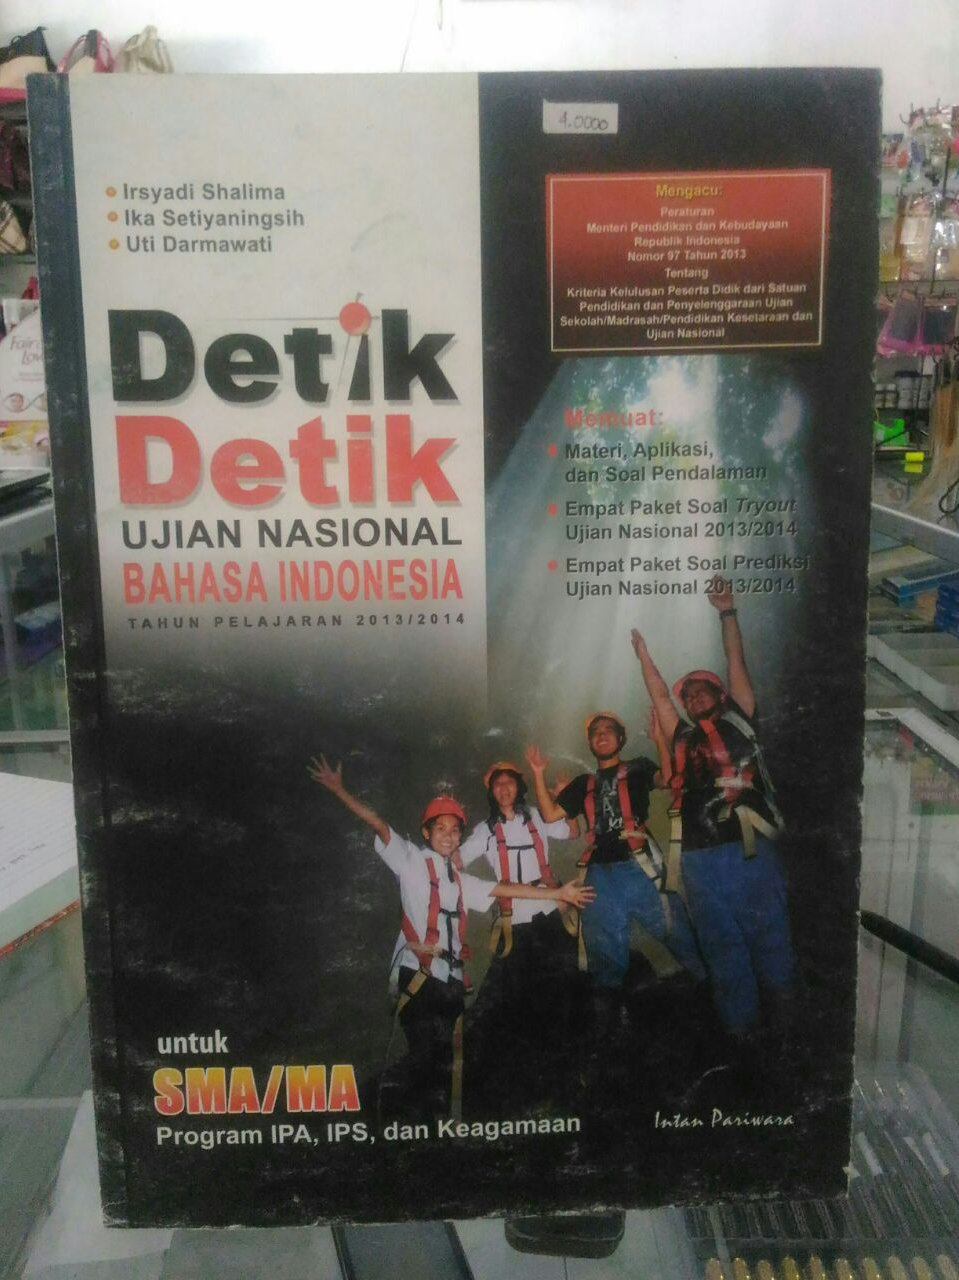 4.0000
Irsyadi Shalima
Ika Setiyaningsih
Uti Darmawati
Mengacu:
Peraturan
Menteri Pendidikan dan Kebudayaan
Republik Indonesia
Nomor 97 Tahun 2013
Tentang
Kriteria Kelulusan Peserta Didik dari Satuan
Pendidikan dan Penyelenggaraan Ujian
Sekolah/Madrasah/Pendidikan Kesetaraan dan
Ujian Nasional
Detik
Detik
UJIAN NASIONAL
BAHASA INDONESIA
TAHUN PELAJARAN 2013/2014
Memuat:
Materi, Aplikasi,
dan Soal Pendalaman
Empat Paket Soal Tryout
Ujian Nasional 2013/2014
Empat Paket Soal Prediksi
Ujian Nasional 2013/2014
untuk
SMA/MA
Program IPA, IPS, dan Keagamaan
Intan Pariwara